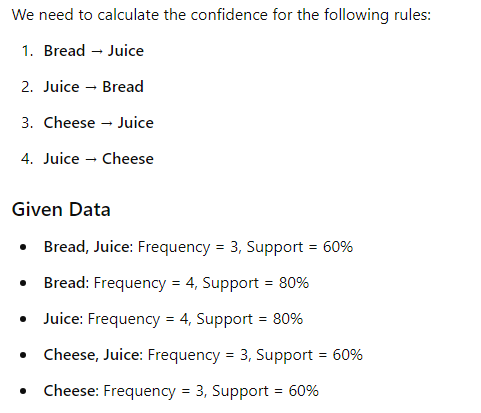 We need to calculate the confidence for the following rules:
1. Bread → Juice
2. Juice → Bread
3. Cheese → Juice
4. Juice → Cheese
Given Data
• Bread, Juice: Frequency = 3, Support = 60%
• Bread: Frequency = 4, Support = 80%
• Juice: Frequency = 4, Support = 80%
• Cheese, Juice: Frequency = 3, Support = 60%
• Cheese: Frequency = 3, Support = 60%